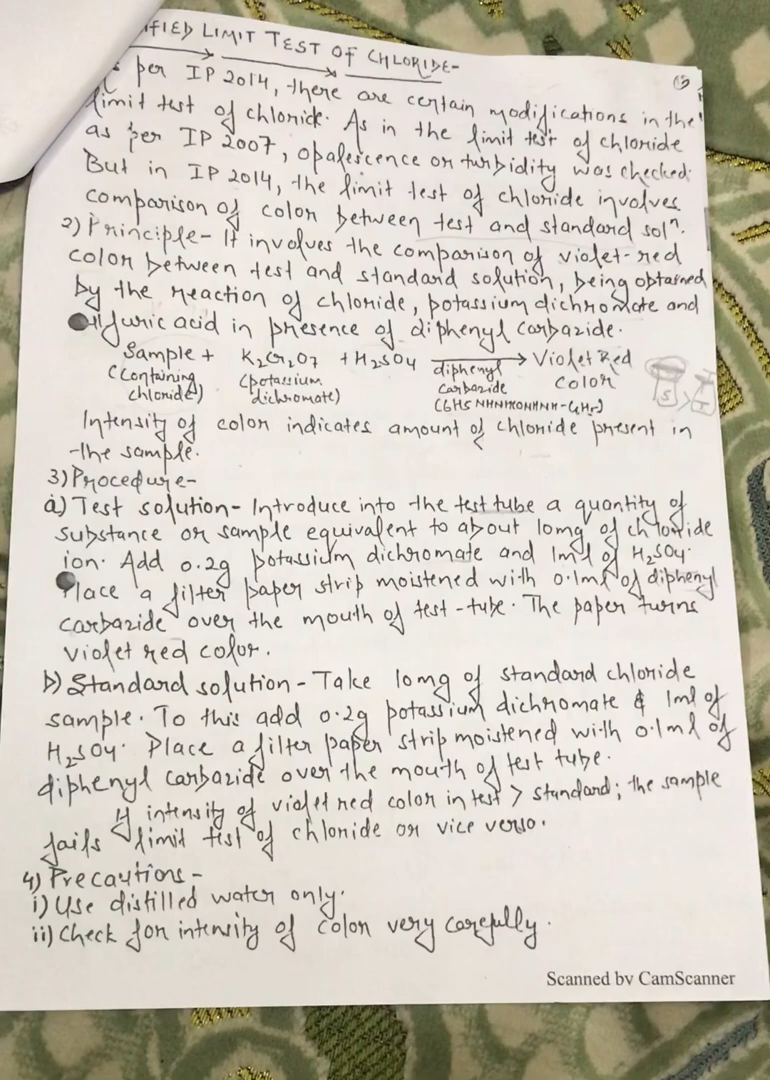 IFIED LIMIT TEST OF CHLORIDE-
per IP 2014, there are certain modifications in the
limit test of chloride. As in the limit test of chloride
as per IP 2007, opalescence or turbidity was checked.
But in IP 2014, the limit test of chloride involves
comparison of color between test and standard solⁿ.
2) Principle- It involves the comparison of violet-red
color between test and standard solution, being obtained
by the reaction of chloride, potassium dichromate and
lfuric acid in presence of diphenyl carbazide.
Sample + K₂Cr₂O7 + H₂SO4 → Violet Red
(Containing (potassium diphenyl color
chloride) dichromate) carbazide
(C6H5 NHNHCONHNH-C6H5)
S T
Intensity of color indicates amount of chloride present in
the sample.
3) Procedure-
a) Test solution- Introduce into the test tube a quantity of
substance or sample equivalent to about 10mg of chloride
ion. Add 0.2g potassium dichromate and 1ml of H₂SO4.
Place a filter paper strip moistened with 0.1ml of diphenyl
carbazide over the mouth of test-tube. The paper turns
violet red color.
b) Standard solution- Take 10mg of standard chloride
sample. To this add 0.2g potassium dichromate & 1ml of
H₂SO4. Place a filter paper strip moistened with 0.1ml of
diphenyl carbazide over the mouth of test tube.
If intensity of violet red color in test > standard; the sample
fails limit test of chloride or vice verso.
4) Precautions-
i) Use distilled water only.
ii) Check for intensity of color very carefully.
Scanned by CamScanner